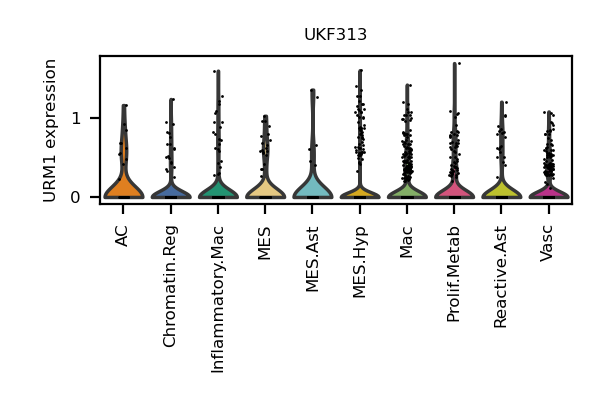 UKF313
URM1 expression
1
0
AC
Chromatin.Reg
Inflammatory.Mac
MES
MES.Ast
MES.Hyp
Mac
Prolif.Metab
Reactive.Ast
Vasc